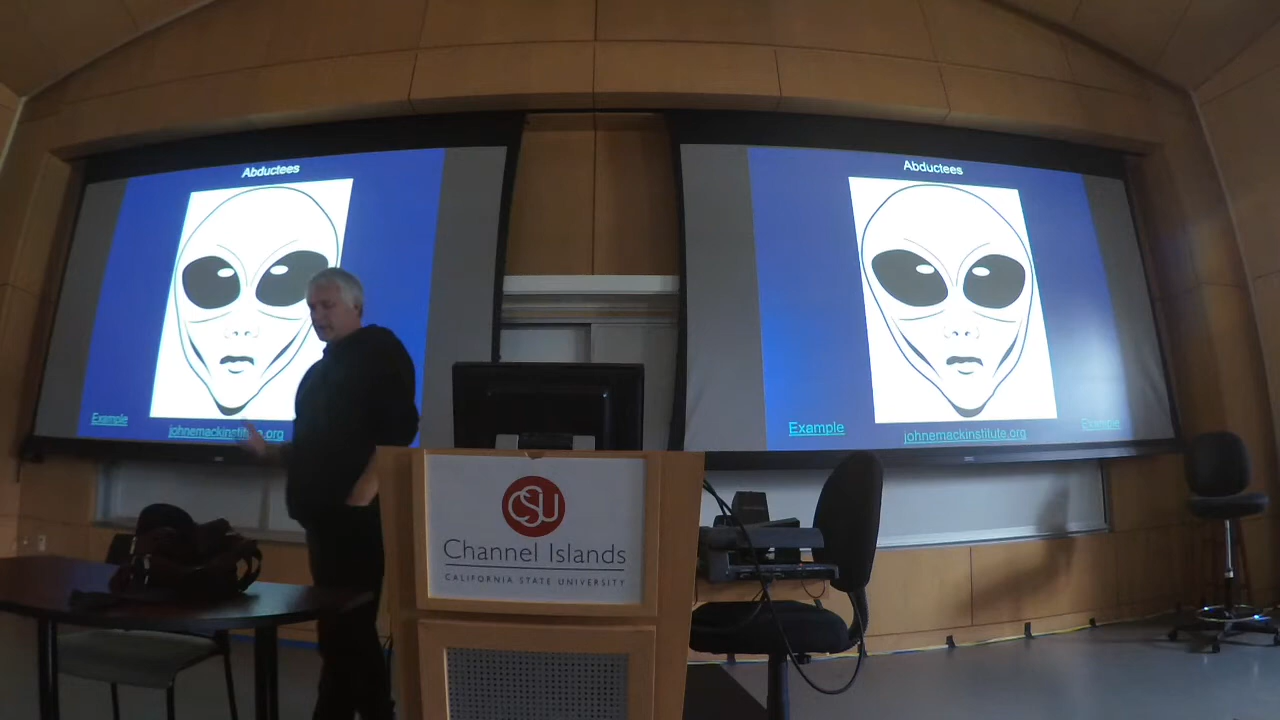 Abductees
Example
johnemackinstitute.org
Abductees
Example
johnemackinstitute.org
Example
CSU
Channel Islands
CALIFORNIA STATE UNIVERSITY